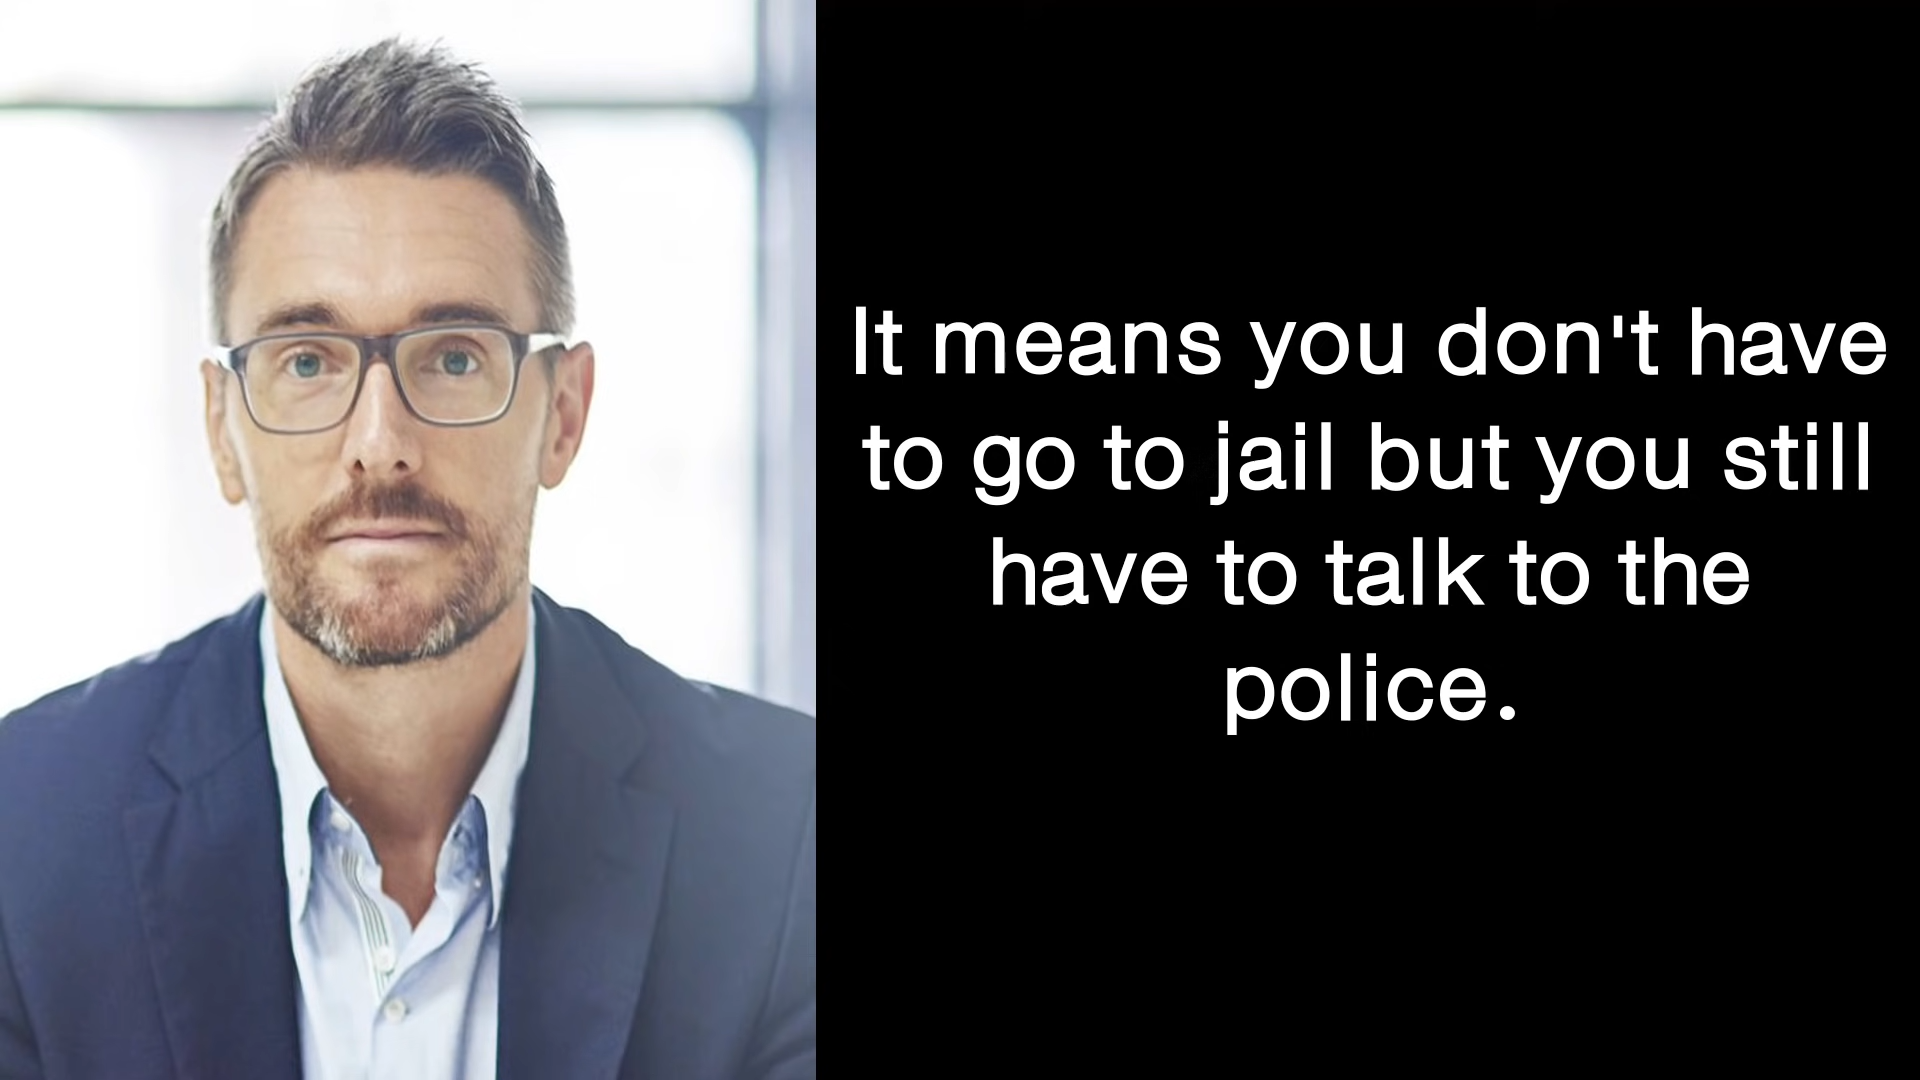 It means you don't have
to go to jail but you still
have to talk to the
police.